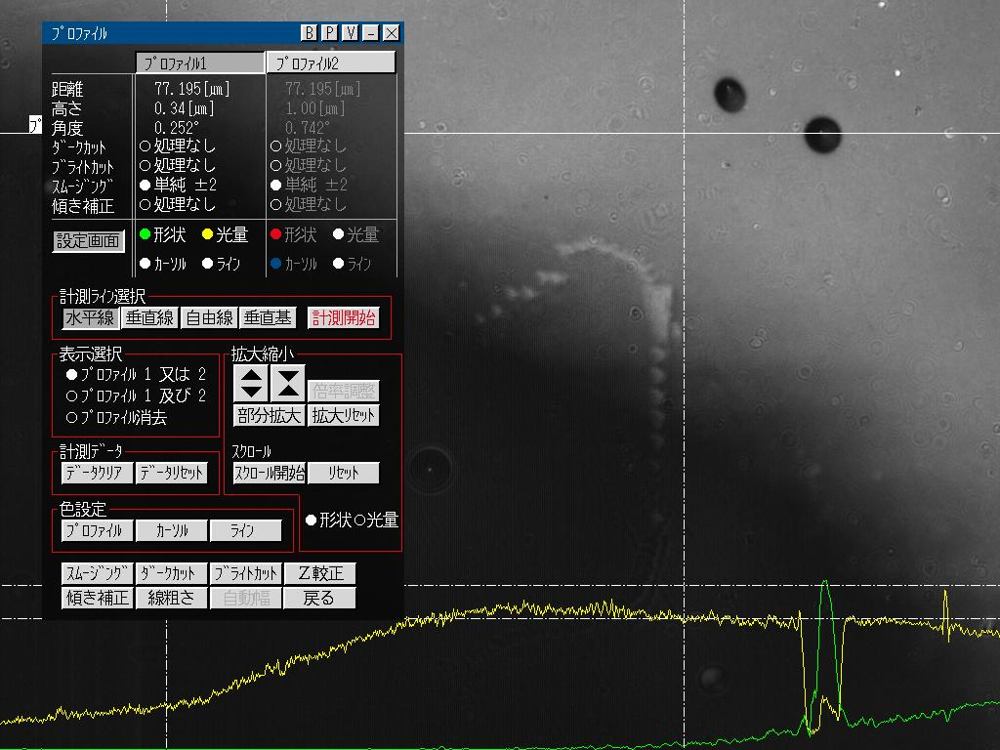 プロファイル B P V – ×
プロファイル1 プロファイル2
距離 77.195[μm] 77.195[μm]
高さ 0.34[μm] 1.00[μm]
角度 0.252° 0.742°
ダークカット ○処理なし ○処理なし
ブライトカット ○処理なし ○処理なし
スムージング ●単純 ±2 ●単純 ±2
傾き補正 ○処理なし ○処理なし
設定画面 ●形状 ●光量 ●形状 ●光量
●カーソル ●ライン ●カーソル ●ライン
計測ライン選択
水平線 垂直線 自由線 垂直基 計測開始
表示選択
●プロファイル 1 又は 2
○プロファイル 1 及び 2
○プロファイル消去
拡大縮小
倍率調整
部分拡大 拡大リセット
計測データ
データクリア データリセット
スクロール
スクロール開始 リセット
●形状○光量
色設定
プロファイル カーソル ライン
スムージング ダークカット ブライトカット Z較正
傾き補正 線粗さ 自動幅 戻る